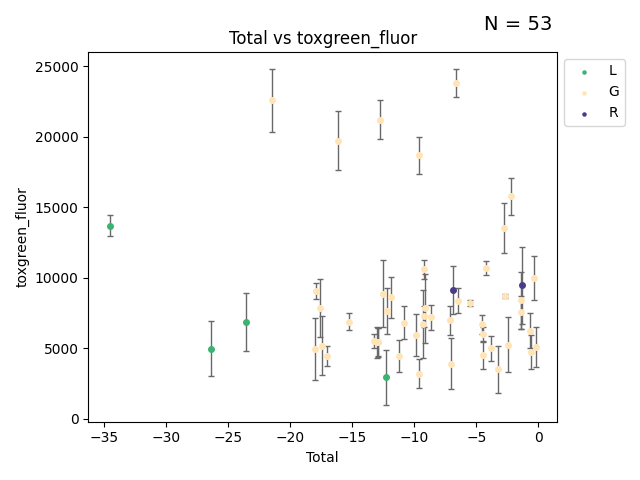 N = 53
Total vs toxgreen_fluor
L
G
R
25000
20000
15000
10000
5000
0
toxgreen_fluor
−35
−30
−25
−20
−15
−10
−5
0
Total